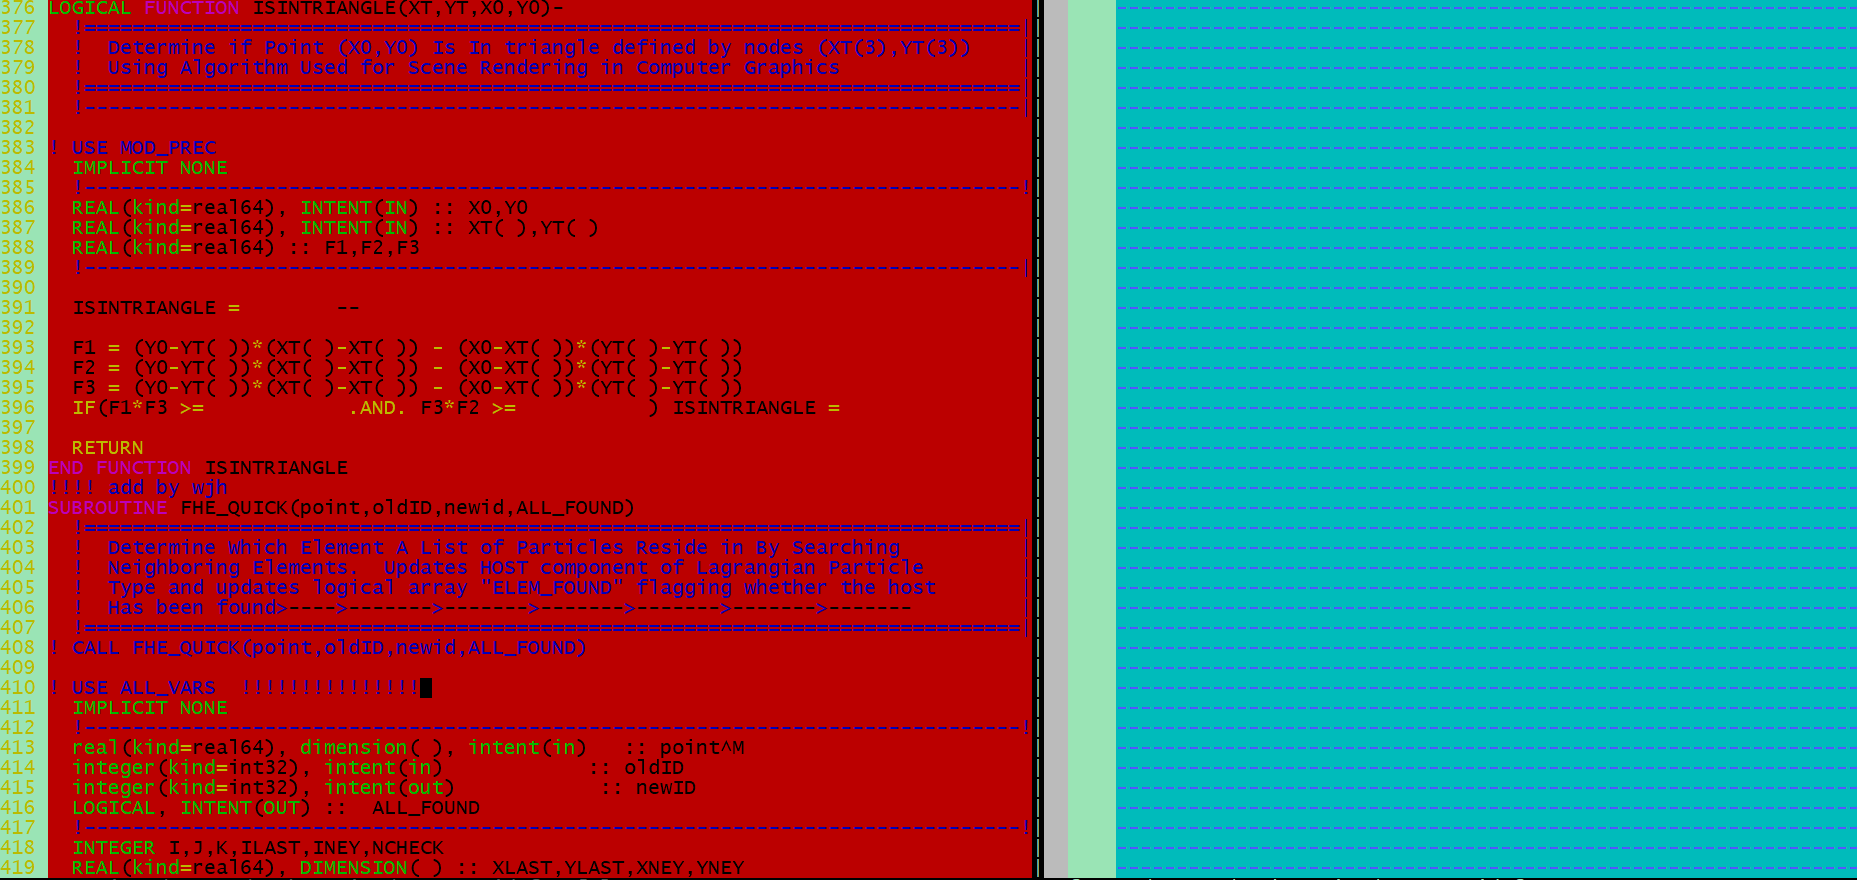 376 LOGICAL FUNCTION ISINTRIANGLE(XT,YT,X0,Y0)-
377   !==============================================================================|
378   !  Determine if Point (X0,Y0) Is In triangle defined by nodes (XT(3),YT(3))    |
379   !  Using Algorithm Used for Scene Rendering in Computer Graphics               |
380   !==============================================================================|
381   !------------------------------------------------------------------------------|
382
383 ! USE MOD_PREC
384   IMPLICIT NONE
385   !------------------------------------------------------------------------------!
386   REAL(kind=real64), INTENT(IN) :: X0,Y0
387   REAL(kind=real64), INTENT(IN) :: XT( ),YT( )
388   REAL(kind=real64) :: F1,F2,F3
389   !------------------------------------------------------------------------------|
390
391   ISINTRIANGLE =        --
392
393   F1 = (Y0-YT( ))*(XT( )-XT( )) - (X0-XT( ))*(YT( )-YT( ))
394   F2 = (Y0-YT( ))*(XT( )-XT( )) - (X0-XT( ))*(YT( )-YT( ))
395   F3 = (Y0-YT( ))*(XT( )-XT( )) - (X0-XT( ))*(YT( )-YT( ))
396   IF(F1*F3 >=            .AND. F3*F2 >=           ) ISINTRIANGLE =
397
398   RETURN
399 END FUNCTION ISINTRIANGLE
400 !!!! add by wjh
401 SUBROUTINE FHE_QUICK(point,oldID,newid,ALL_FOUND)
402   !==============================================================================|
403   !  Determine Which Element A List of Particles Reside in By Searching          |
404   !  Neighboring Elements.  Updates HOST component of Lagrangian Particle        |
405   !  Type and updates logical array "ELEM_FOUND" flagging whether the host       |
406   !  Has been found>---->------->------->------->------->------->-------         |
407   !==============================================================================|
408 ! CALL FHE_QUICK(point,oldID,newid,ALL_FOUND)
409
410 ! USE ALL_VARS  !!!!!!!!!!!!!!!
411   IMPLICIT NONE
412   !------------------------------------------------------------------------------!
413   real(kind=real64), dimension( ), intent(in)   :: point^M
414   integer(kind=int32), intent(in)            :: oldID
415   integer(kind=int32), intent(out)            :: newID
416   LOGICAL, INTENT(OUT) ::  ALL_FOUND
417   !------------------------------------------------------------------------------!
418   INTEGER I,J,K,ILAST,INEY,NCHECK
419   REAL(kind=real64), DIMENSION( ) :: XLAST,YLAST,XNEY,YNEY